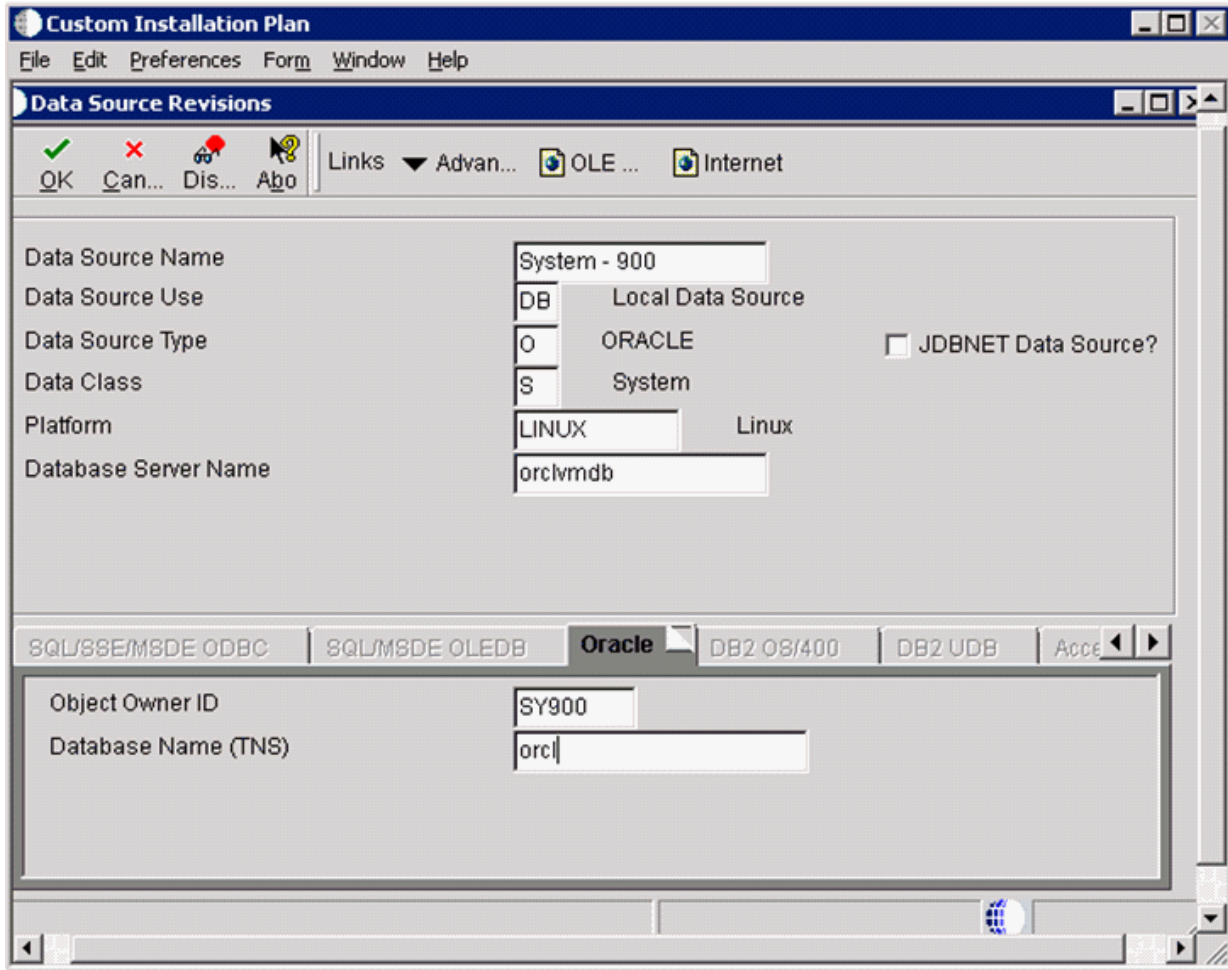 Custom Installation Plan
File Edit Preferences Form Window Help
Data Source Revisions
OK Can... Dis... Abo Links Advan... OLE ... Internet
Data Source Name System - 900
Data Source Use DB Local Data Source
Data Source Type O ORACLE JDBNET Data Source?
Data Class S System
Platform LINUX Linux
Database Server Name orclvmdb
SQL/SSE/MSDE ODBC SQL/MSDE OLEDB Oracle DB2 OS/400 DB2 UDB Acce
Object Owner ID SY900
Database Name (TNS) orcl